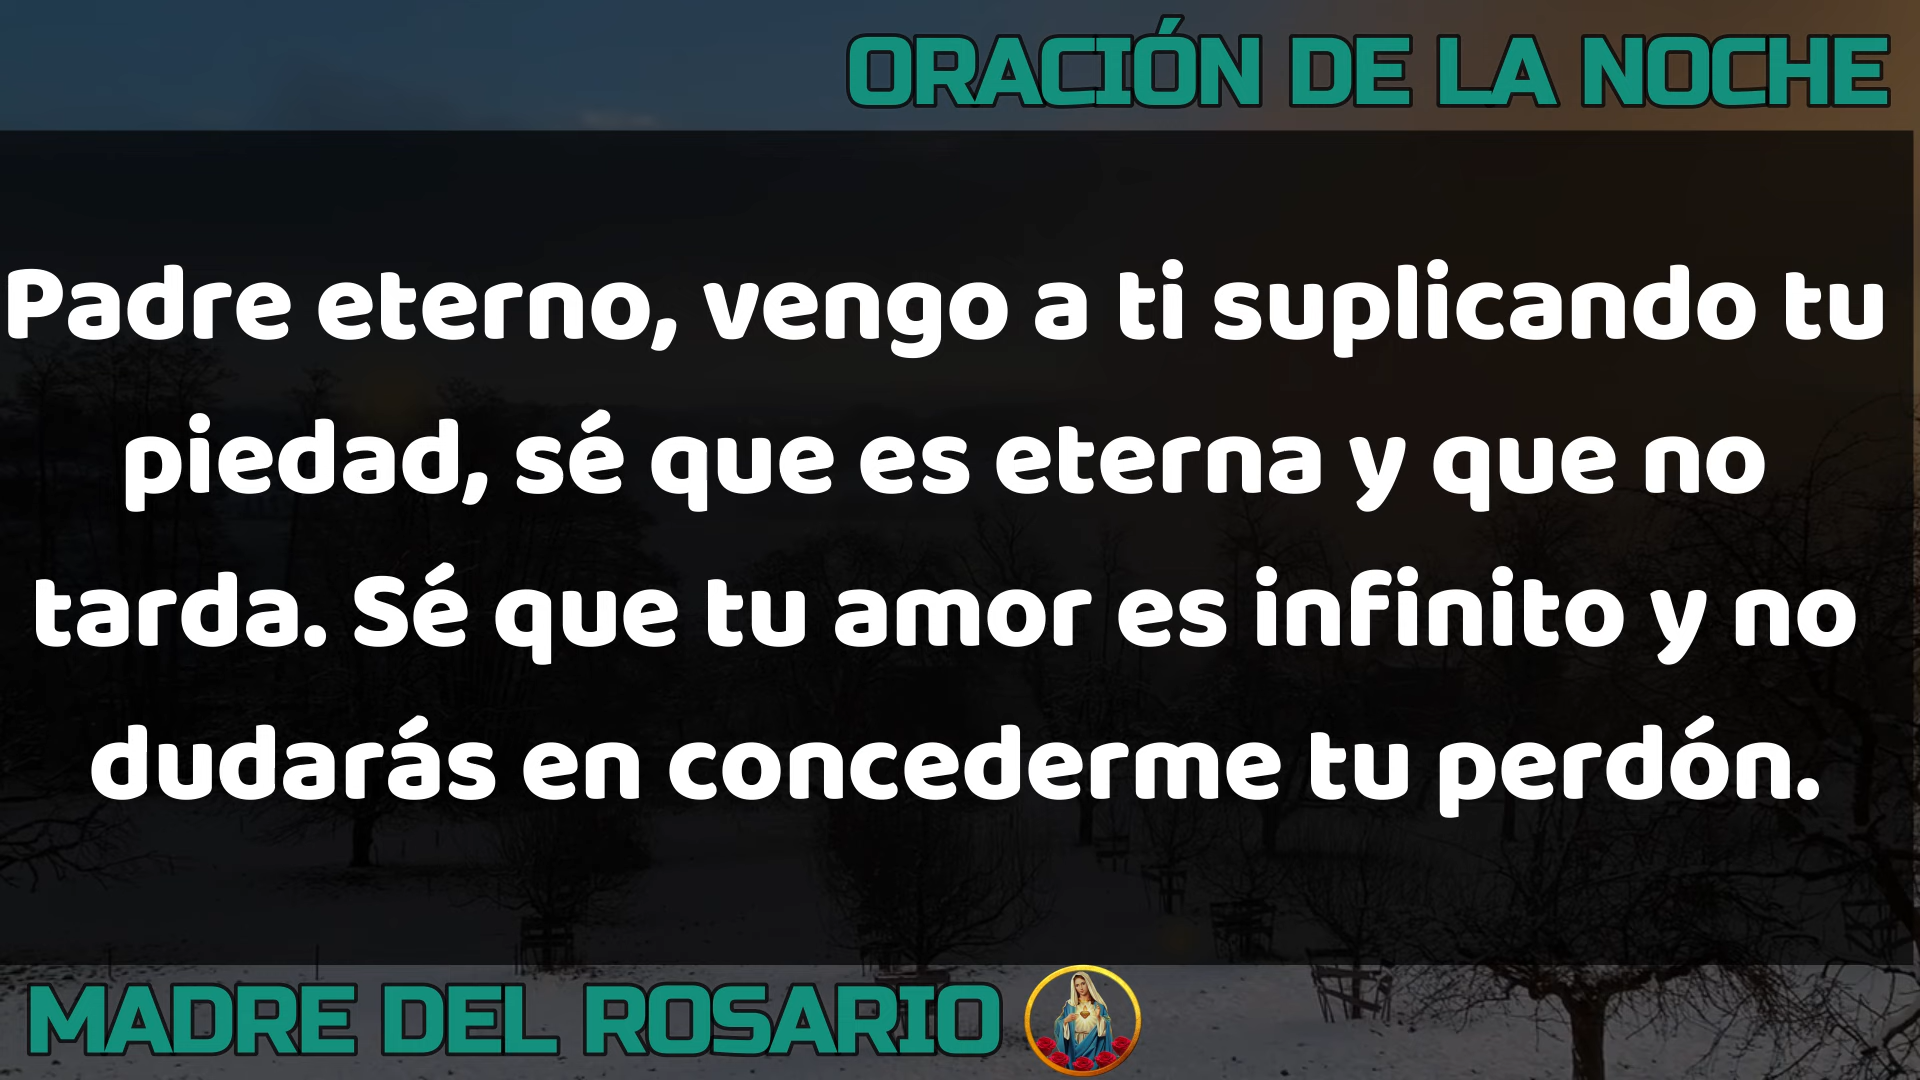 ORACIÓN DE LA NOCHE
Padre eterno, vengo a ti suplicando tu
piedad, sé que es eterna y que no
tarda. Sé que tu amor es infinito y no
dudarás en concederme tu perdón.
MADRE DEL ROSARIO